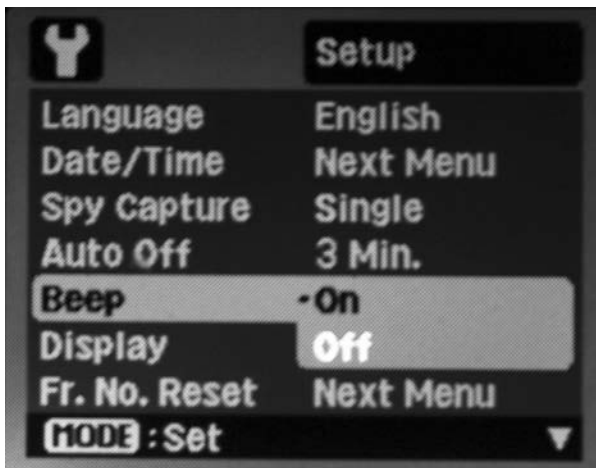 Setup
Language English
Date/Time Next Menu
Spy Capture Single
Auto Off 3 Min.
Beep ·On
Display Off
Fr. No. Reset Next Menu
MODE : Set